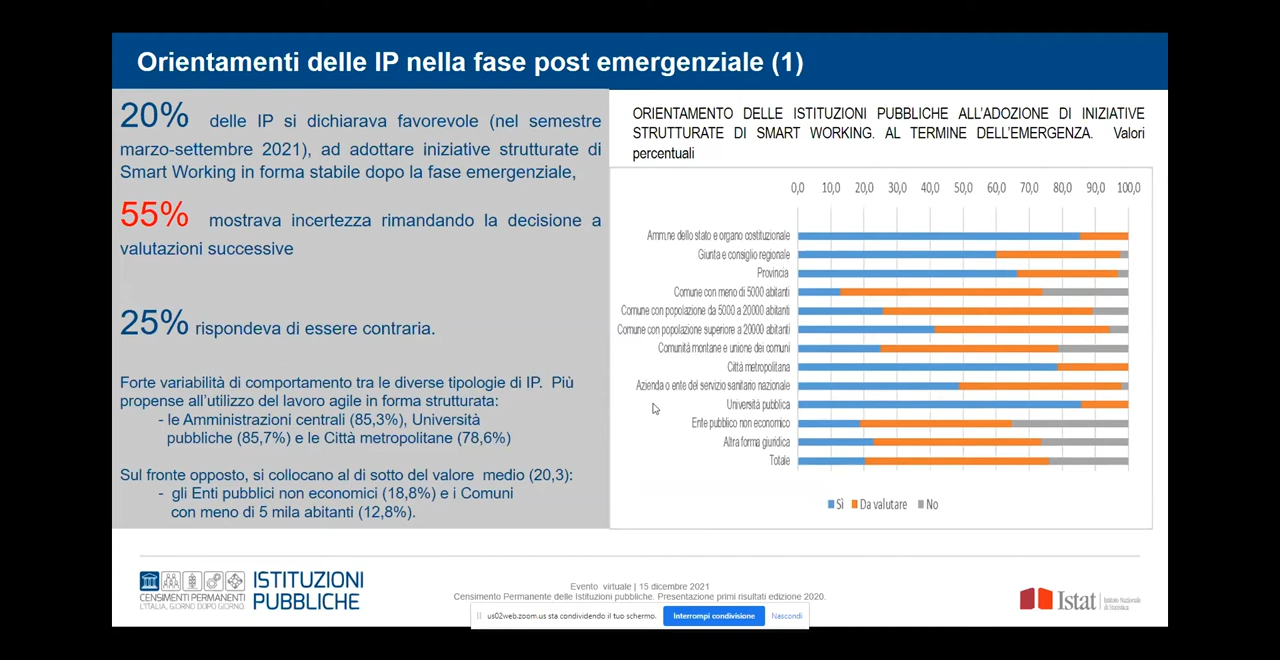 Orientamenti delle IP nella fase post emergenziale (1)
20% delle IP si dichiarava favorevole (nel semestre
marzo-settembre 2021), ad adottare iniziative strutturate di
Smart Working in forma stabile dopo la fase emergenziale,
55% mostrava incertezza rimandando la decisione a
valutazioni successive
25% rispondeva di essere contraria.
Forte variabilità di comportamento tra le diverse tipologie di IP. Più
propense all'utilizzo del lavoro agile in forma strutturata:
- le Amministrazioni centrali (85,3%), Università
pubbliche (85,7%) e le Città metropolitane (78,6%)
Sul fronte opposto, si collocano al di sotto del valore medio (20,3):
- gli Enti pubblici non economici (18,8%) e i Comuni
con meno di 5 mila abitanti (12,8%).
ORIENTAMENTO DELLE ISTITUZIONI PUBBLICHE ALL'ADOZIONE DI INIZIATIVE
STRUTTURATE DI SMART WORKING. AL TERMINE DELL'EMERGENZA. Valori
percentuali
0,0 10,0 20,0 30,0 40,0 50,0 60,0 70,0 80,0 90,0 100,0
Amm.ne dello stato e organo costituzionale
Giunta e consiglio regionale
Provincia
Comune con meno di 5000 abitanti
Comune con popolazione da 5000 a 20000 abitanti
Comune con popolazione superiore a 20000 abitanti
Comunità montane e unione dei comuni
Città metropolitana
Azienda o ente del servizio sanitario nazionale
Università pubblica
Ente pubblico non economico
Altra forma giuridica
Totale
Sì Da valutare No
CENSIMENTI PERMANENTI
L'ITALIA, GIORNO DOPO GIORNO.
ISTITUZIONI
PUBBLICHE
Evento virtuale | 15 dicembre 2021
Censimento Permanente delle Istituzioni pubbliche. Presentazione primi risultati edizione 2020.
us02web.zoom.us sta condividendo il tuo schermo. Interrompi condivisione Nascondi
Istat
Istituto Nazionale
di Statistica